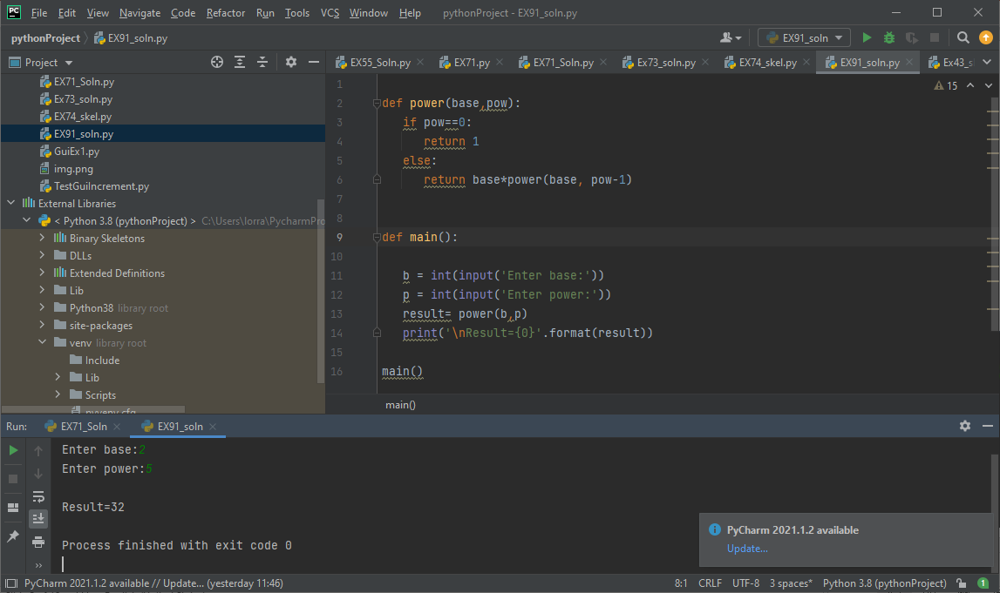 PC File Edit View Navigate Code Refactor Run Tools VCS Window Help pythonProject - EX91_soln.py
pythonProject EX91_soln.py EX91_soln
Project
EX55_Soln.py EX71.py EX71_Soln.py Ex73_soln.py EX74_skel.py EX91_soln.py Ex43_s
EX71_Soln.py
Ex73_soln.py
EX74_skel.py
EX91_soln.py
GuiEx1.py
img.png
TestGuiIncrement.py
External Libraries
< Python 3.8 (pythonProject) > C:\Users\lorra\PycharmPro
Binary Skeletons
DLLs
Extended Definitions
Lib
Python38 library root
site-packages
venv library root
Include
Lib
Scripts
pyvenv.cfg
15
1
2 def power(base,pow):
3 if pow==0:
4 return 1
5 else:
6 return base*power(base, pow-1)
7
8
9 def main():
10
11 b = int(input('Enter base:'))
12 p = int(input('Enter power:'))
13 result= power(b,p)
14 print('\nResult={0}'.format(result))
15
16 main()
main()
Run: EX71_Soln EX91_soln
Enter base:2
Enter power:5
Result=32
Process finished with exit code 0
PyCharm 2021.1.2 available
Update...
PyCharm 2021.1.2 available // Update... (yesterday 11:46) 8:1 CRLF UTF-8 3 spaces* Python 3.8 (pythonProject) 1